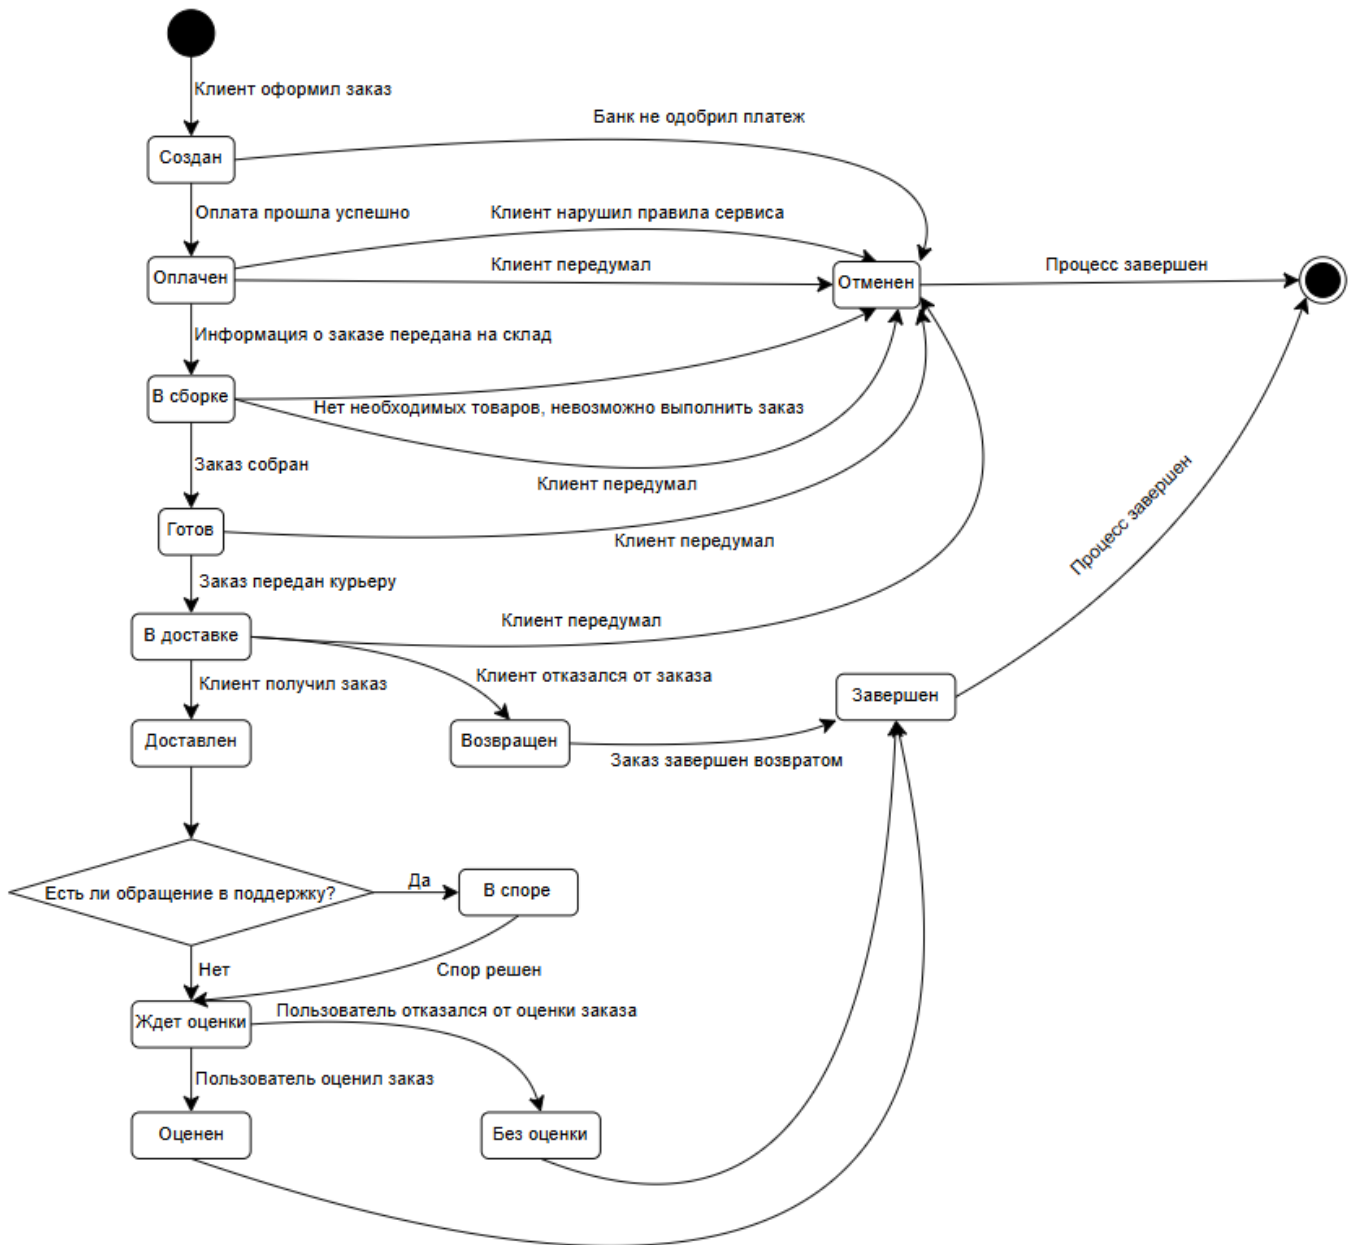 Клиент оформил заказ
Банк не одобрил платеж
Создан
Оплата прошла успешно
Клиент нарушил правила сервиса
Оплачен
Клиент передумал
Отменен
Процесс завершен
Информация о заказе передана на склад
В сборке
Нет необходимых товаров, невозможно выполнить заказ
Заказ собран
Клиент передумал
Готов
Клиент передумал
Процесс завершен
Заказ передан курьеру
Клиент передумал
В доставке
Клиент получил заказ
Клиент отказался от заказа
Завершен
Доставлен
Возвращен
Заказ завершен возвратом
Есть ли обращение в поддержку?
Да
В споре
Нет
Спор решен
Ждет оценки
Пользователь отказался от оценки заказа
Пользователь оценил заказ
Оценен
Без оценки